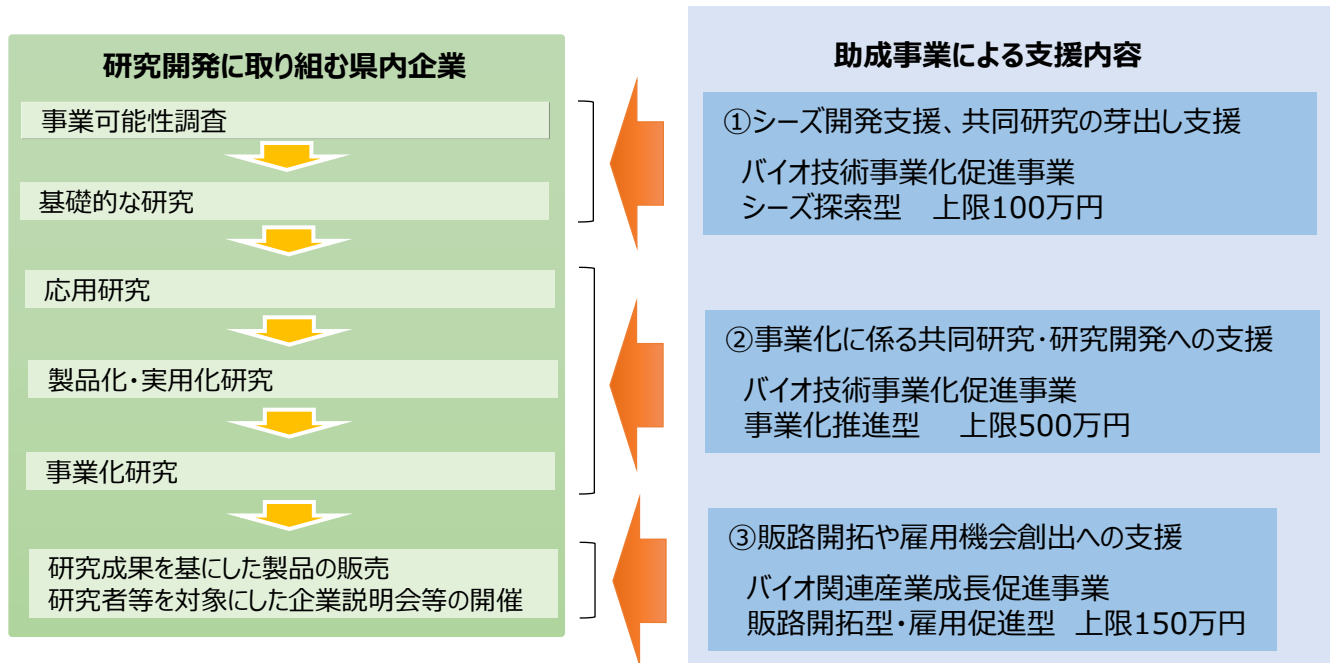 研究開発に取り組む県内企業
事業可能性調査
基礎的な研究
応用研究
製品化・実用化研究
事業化研究
研究成果を基にした製品の販売
研究者等を対象にした企業説明会等の開催
助成事業による支援内容
①シーズ開発支援、共同研究の芽出し支援
バイオ技術事業化促進事業
シーズ探索型　上限100万円
②事業化に係る共同研究・研究開発への支援
バイオ技術事業化促進事業
事業化推進型　上限500万円
③販路開拓や雇用機会創出への支援
バイオ関連産業成長促進事業
販路開拓型・雇用促進型　上限150万円